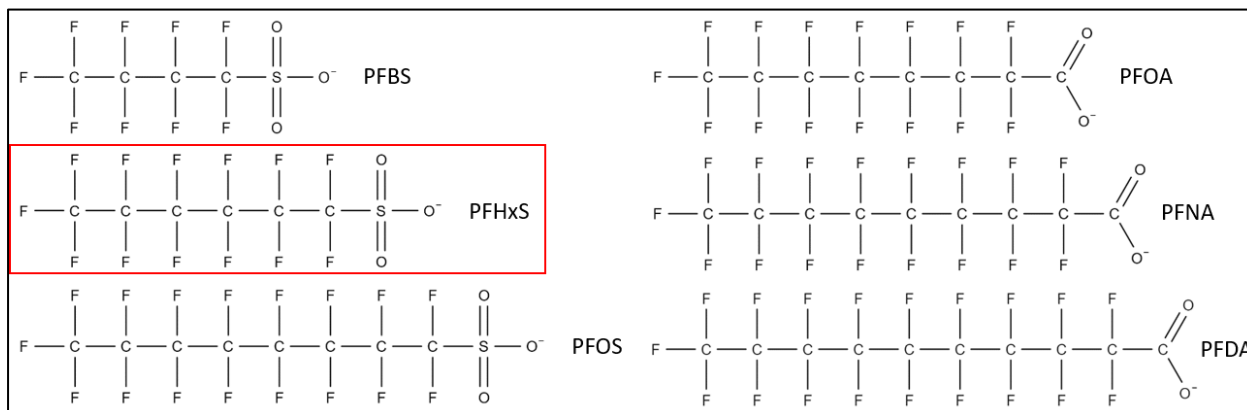 F F F F O
F C C C C S O⁻ PFBS
F F F F O
F F F F F F F O
F C C C C C C C C PFOA
F F F F F F F O⁻
F F F F F F O
F C C C C C C S O⁻ PFHxS
F F F F F F O
F F F F F F F F O
F C C C C C C C C C PFNA
F F F F F F F F O⁻
F F F F F F F F O
F C C C C C C C C S O⁻ PFOS
F F F F F F F F O
F F F F F F F F F O
F C C C C C C C C C C PFDA
F F F F F F F F F O⁻